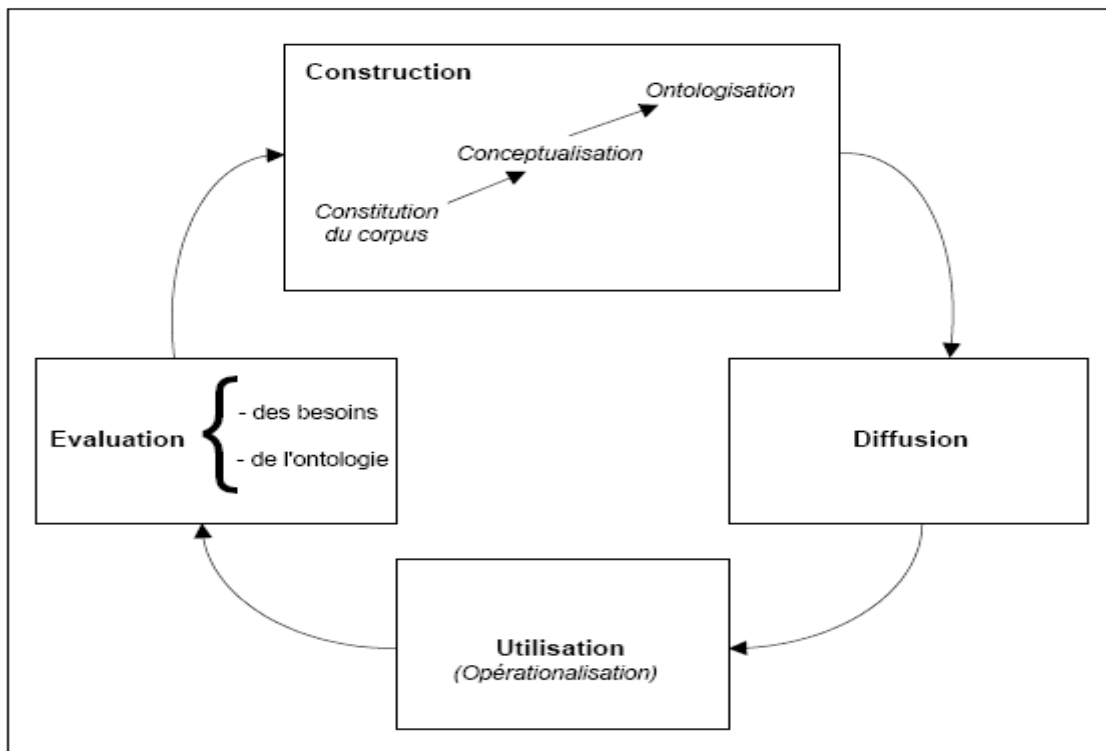 Construction
Ontologisation
Conceptualisation
Constitution
du corpus
Evaluation
- des besoins
- de l'ontologie
Diffusion
Utilisation
(Opérationalisation)